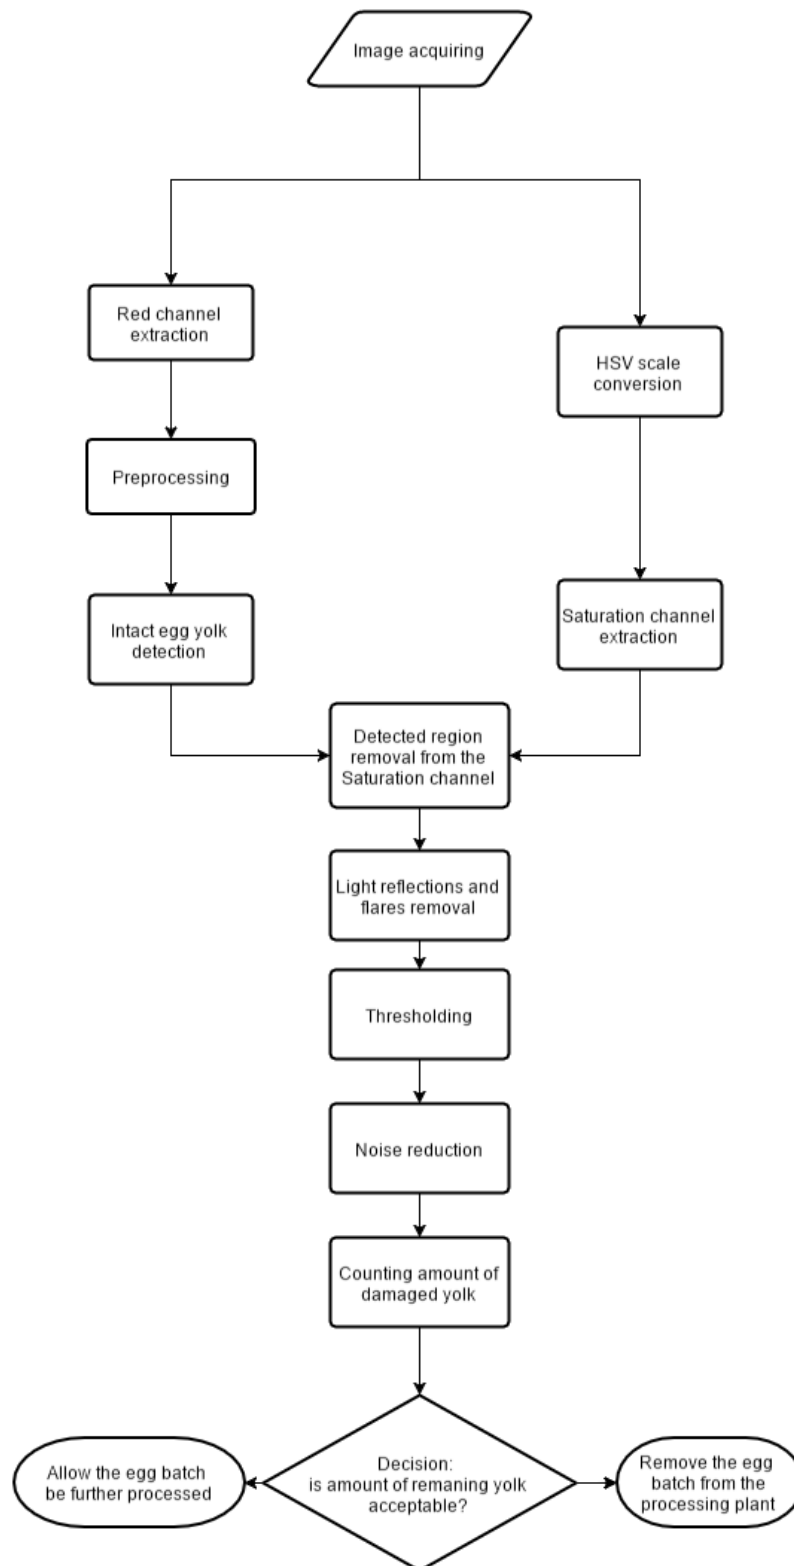 Image acquiring
Red channel
extraction
HSV scale
conversion
Preprocessing
Intact egg yolk
detection
Saturation channel
extraction
Detected region
removal from the
Saturation channel
Light reflections and
flares removal
Thresholding
Noise reduction
Counting amount of
damaged yolk
Decision:
is amount of remaning yolk
acceptable?
Allow the egg batch
be further processed
Remove the egg
batch from the
processing plant